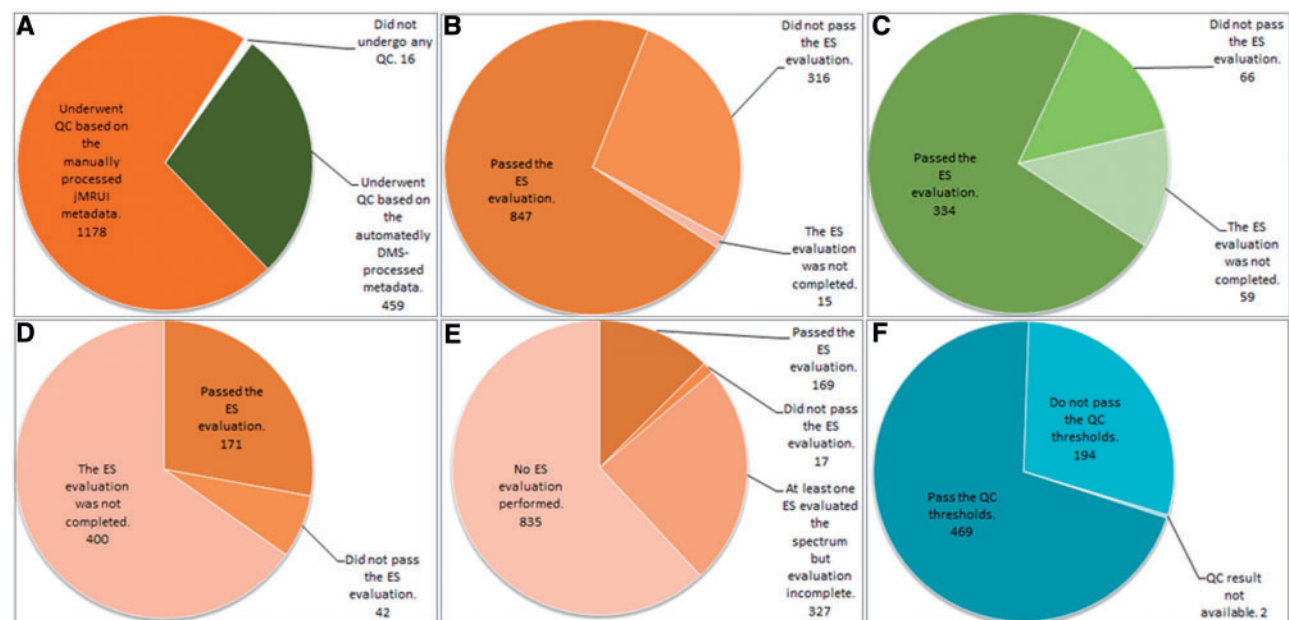 A
Did not
undergo any
QC. 16
Underwent
QC based on
the
manually
processed
jMRUI
metadata.
1178
Underwent
QC based on
the
automatedly
DMS-
processed
metadata.
459
B
Did not pass
the ES
evaluation.
316
Passed the
ES
evaluation.
847
The ES
evaluation
was not
completed.
15
C
Did not pass
the ES
evaluation.
66
Passed the
ES
evaluation.
334
The ES
evaluation
was not
completed.
59
D
Passed the
ES
evaluation.
171
The ES
evaluation
was not
completed.
400
Did not pass
the ES
evaluation.
42
E
Passed the
ES
evaluation.
169
Did not pass
the ES
evaluation.
17
No ES
evaluation
performed.
835
At least one
ES evaluated
the
spectrum
but
evaluation
incomplete.
327
F
Do not pass
the QC
thresholds.
194
Pass the QC
thresholds.
469
QC result
not
available. 2